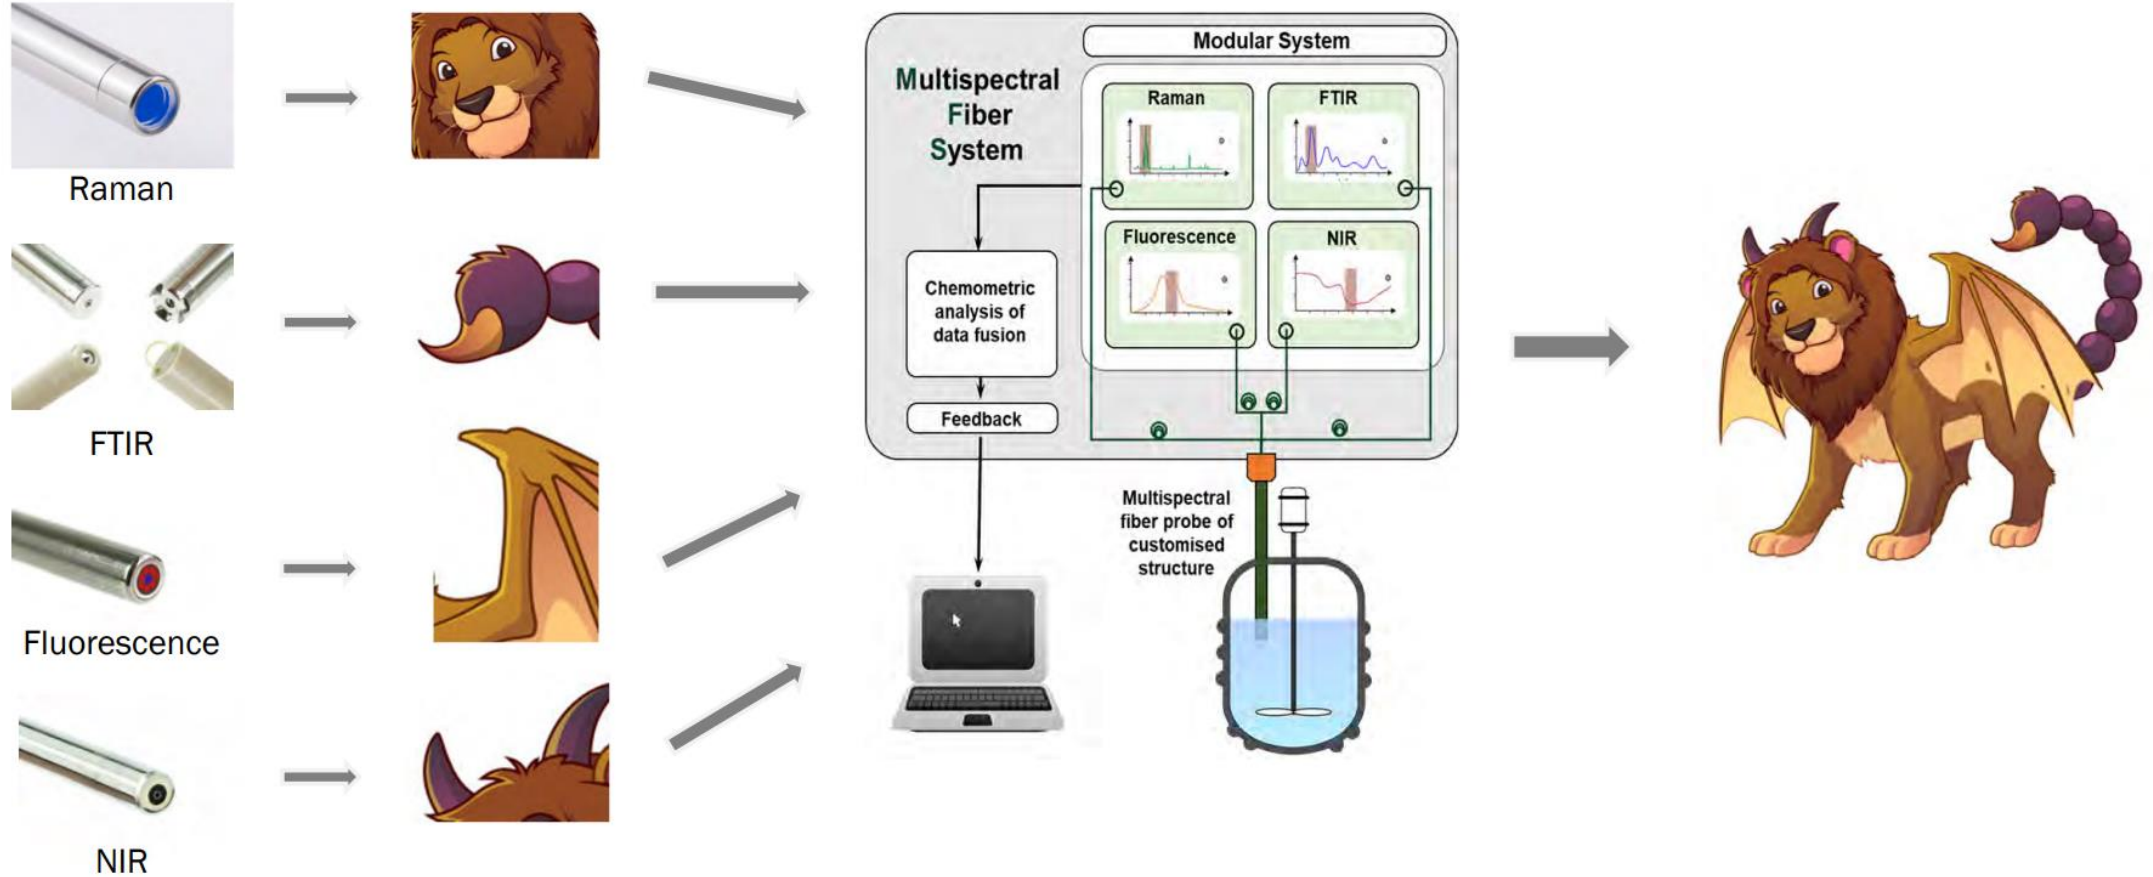 Raman
FTIR
Fluorescence
NIR
Multispectral
Fiber
System
Modular System
Raman
FTIR
Fluorescence
NIR
Chemometric
analysis of
data fusion
Feedback
Multispectral
fiber probe of
customised
structure